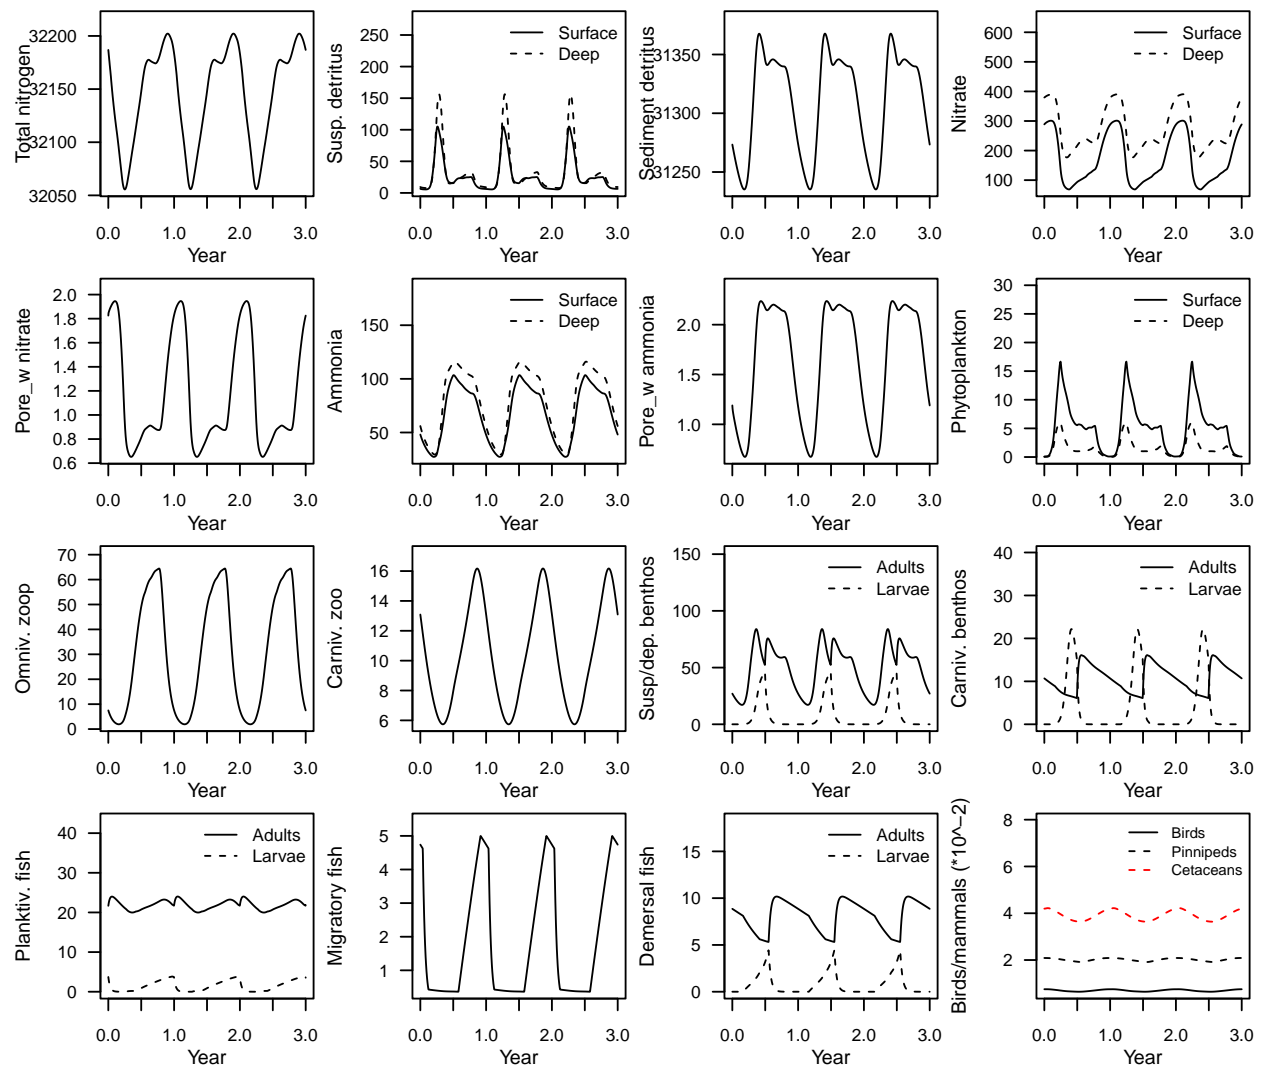 Total nitrogen
32200
32150
32100
32050
0.0 1.0 2.0 3.0
Year
Susp. detritus
250
200
150
100
50
0
Surface
Deep
0.0 1.0 2.0 3.0
Year
Sediment detritus
31350
31300
31250
0.0 1.0 2.0 3.0
Year
Nitrate
600
500
400
300
200
100
Surface
Deep
0.0 1.0 2.0 3.0
Year
Pore_w nitrate
2.0
1.8
1.6
1.4
1.2
1.0
0.8
0.6
0.0 1.0 2.0 3.0
Year
Ammonia
150
100
50
Surface
Deep
0.0 1.0 2.0 3.0
Year
Pore_w ammonia
2.0
1.5
1.0
0.0 1.0 2.0 3.0
Year
Phytoplankton
30
25
20
15
10
5
0
Surface
Deep
0.0 1.0 2.0 3.0
Year
Omniv. zoop
70
60
50
40
30
20
10
0
0.0 1.0 2.0 3.0
Year
Carniv. zoo
16
14
12
10
8
6
0.0 1.0 2.0 3.0
Year
Susp/dep. benthos
150
100
50
0
Adults
Larvae
0.0 1.0 2.0 3.0
Year
Carniv. benthos
40
30
20
10
0
Adults
Larvae
0.0 1.0 2.0 3.0
Year
Planktiv. fish
40
30
20
10
0
Adults
Larvae
0.0 1.0 2.0 3.0
Year
Migratory fish
5
4
3
2
1
0.0 1.0 2.0 3.0
Year
Demersal fish
15
10
5
0
Adults
Larvae
0.0 1.0 2.0 3.0
Year
Birds/mammals (*10^−2)
8
6
4
2
Birds
Pinnipeds
Cetaceans
0.0 1.0 2.0 3.0
Year